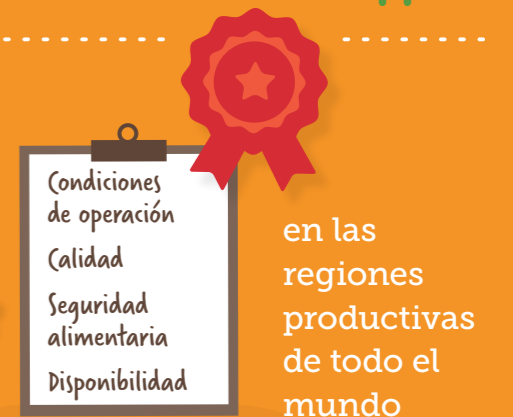 Condiciones
de operación
Calidad
Seguridad
alimentaria
Disponibilidad
en las
regiones
productivas
de todo el
mundo